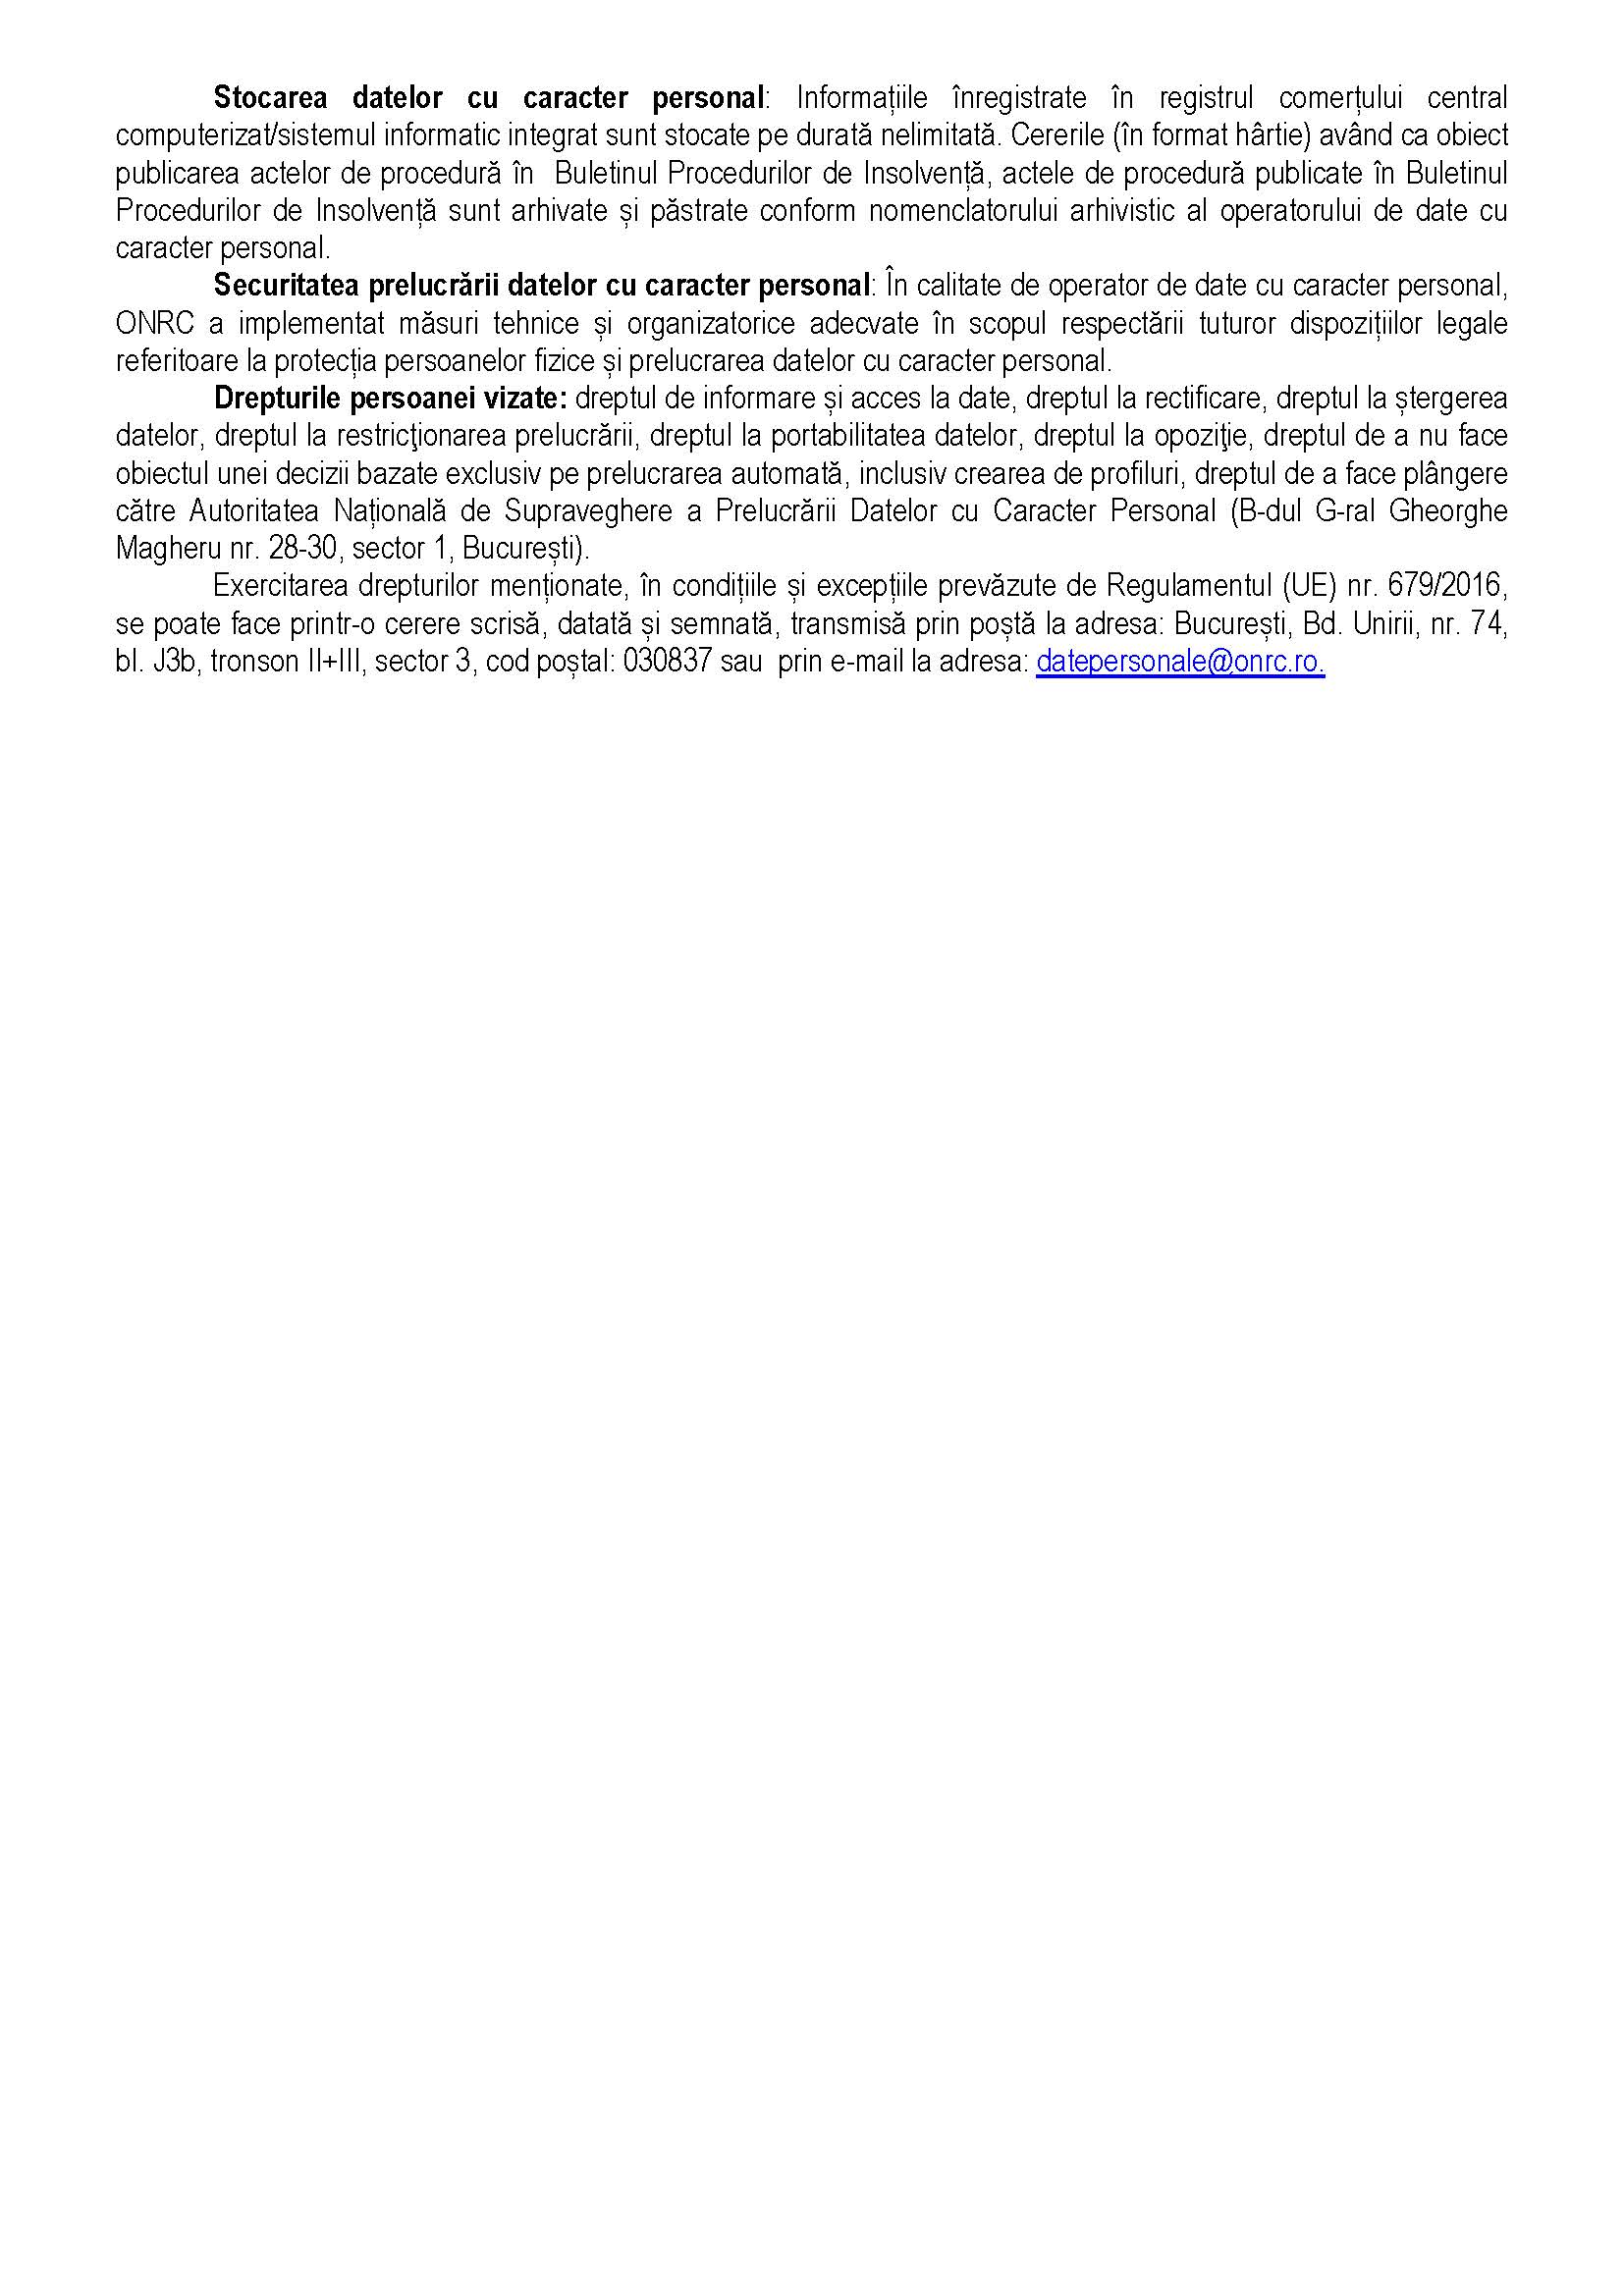 Stocarea datelor cu caracter personal: Informațiile înregistrate în registrul comerțului central
computerizat/sistemul informatic integrat sunt stocate pe durată nelimitată. Cererile (în format hârtie) având ca obiect
publicarea actelor de procedură în  Buletinul Procedurilor de Insolvență, actele de procedură publicate în Buletinul
Procedurilor de Insolvență sunt arhivate și păstrate conform nomenclatorului arhivistic al operatorului de date cu
caracter personal.
Securitatea prelucrării datelor cu caracter personal: În calitate de operator de date cu caracter personal,
ONRC a implementat măsuri tehnice și organizatorice adecvate în scopul respectării tuturor dispozițiilor legale
referitoare la protecția persoanelor fizice și prelucrarea datelor cu caracter personal.
Drepturile persoanei vizate: dreptul de informare și acces la date, dreptul la rectificare, dreptul la ștergerea
datelor, dreptul la restricţionarea prelucrării, dreptul la portabilitatea datelor, dreptul la opoziţie, dreptul de a nu face
obiectul unei decizii bazate exclusiv pe prelucrarea automată, inclusiv crearea de profiluri, dreptul de a face plângere
către Autoritatea Națională de Supraveghere a Prelucrării Datelor cu Caracter Personal (B-dul G-ral Gheorghe
Magheru nr. 28-30, sector 1, București).
Exercitarea drepturilor menționate, în condițiile și excepțiile prevăzute de Regulamentul (UE) nr. 679/2016,
se poate face printr-o cerere scrisă, datată și semnată, transmisă prin poștă la adresa: București, Bd. Unirii, nr. 74,
bl. J3b, tronson II+III, sector 3, cod poștal: 030837 sau  prin e-mail la adresa: datepersonale@onrc.ro.